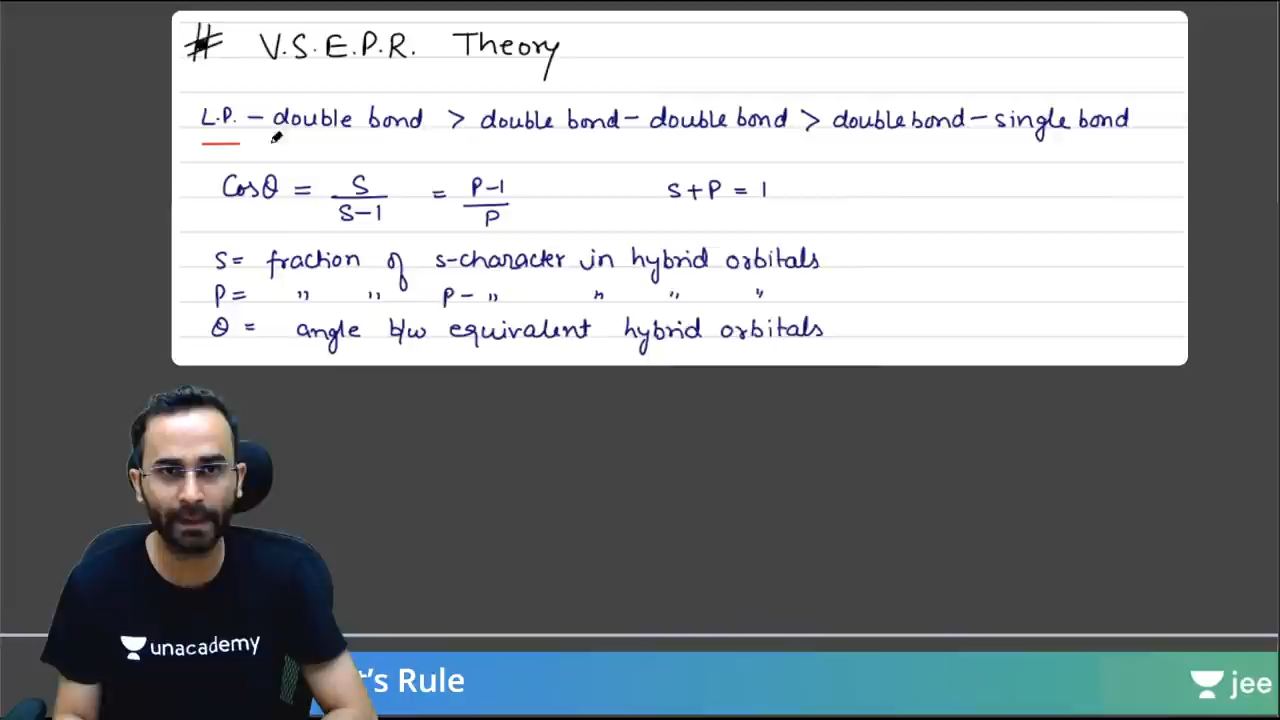 # V.S.E.P.R. Theory
L.P. - double bond > double bond - double bond > double bond - single bond
Cosθ = S/S-1 = P-1/P S+P = 1
S = fraction of s-character in hybrid orbitals
P = " " P- " " " "
θ = angle b/w equivalent hybrid orbitals
unacademy
t's Rule
jee